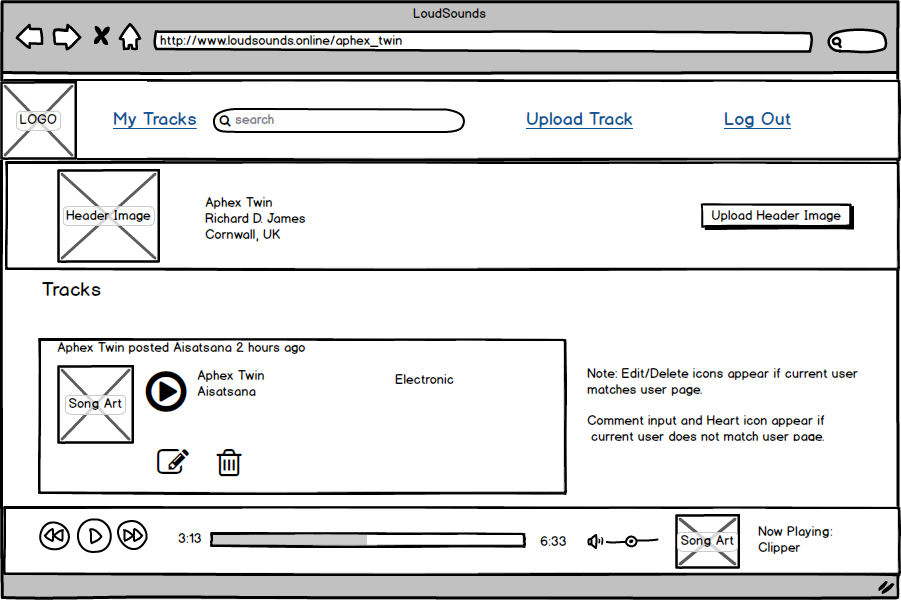 LoudSounds
http://www.loudsounds.online/aphex_twin
LOGO
My Tracks
search
Upload Track
Log Out
Header Image
Aphex Twin
Richard D. James
Cornwall, UK
Upload Header Image
Tracks
Aphex Twin posted Aisatsana 2 hours ago
Song Art
Aphex Twin
Aisatsana
Electronic
Note: Edit/Delete icons appear if current user
matches user page.
Comment input and Heart icon appear if
current user does not match user page.
3:13
6:33
Song Art
Now Playing:
Clipper